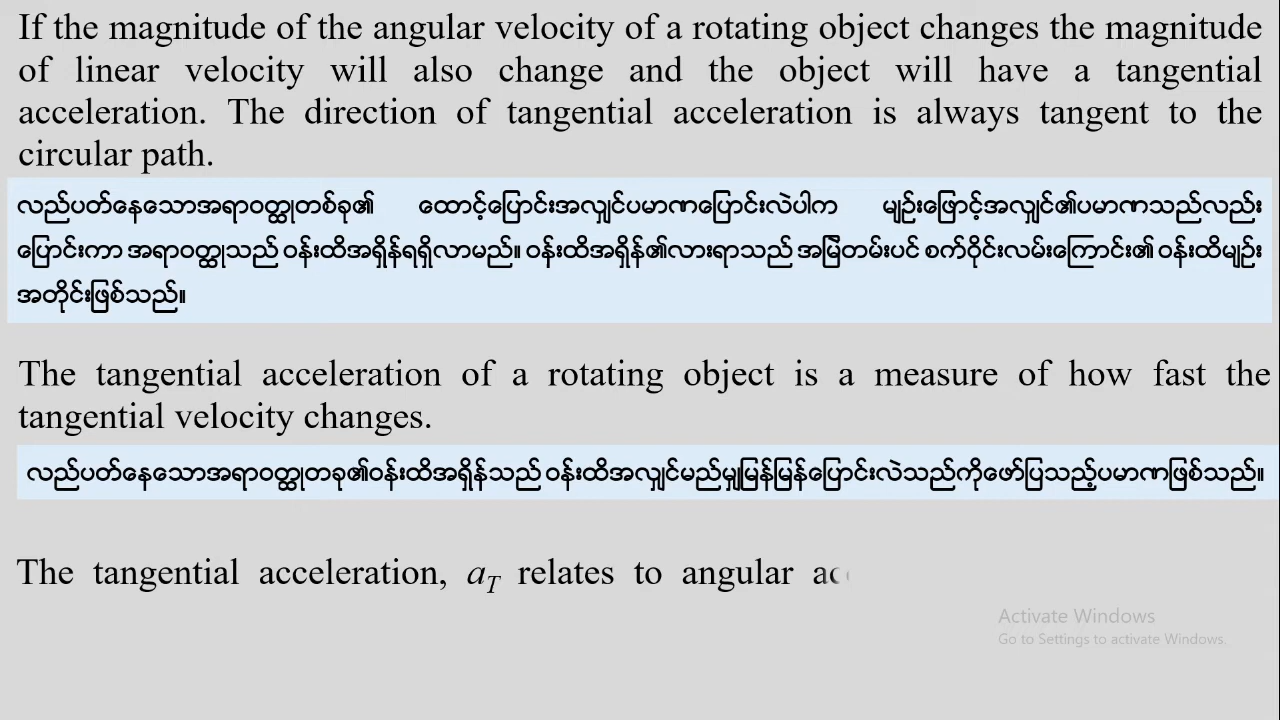 If the magnitude of the angular velocity of a rotating object changes the magnitude
of linear velocity will also change and the object will have a tangential
acceleration. The direction of tangential acceleration is always tangent to the
circular path.
လည်ပတ်နေသောအရာဝတ္ထုတစ်ခု၏ ထောင့်ပြောင်းအလျှင်ပမာဏပြောင်းလဲပါက မျဉ်းဖြောင့်အလျှင်၏ပမာဏသည်လည်း
ပြောင်းကာ အရာဝတ္ထုသည် ဝန်းထိအရှိန်ရရှိလာမည်။ ဝန်းထိအရှိန်၏လားရာသည် အမြဲတမ်းပင် စက်ဝိုင်းလမ်းကြောင်း၏ ဝန်းထိမျဉ်း
အတိုင်းဖြစ်သည်။
The tangential acceleration of a rotating object is a measure of how fast the
tangential velocity changes.
လည်ပတ်နေသောအရာဝတ္ထုတခု၏ဝန်းထိအရှိန်သည် ဝန်းထိအလျှင်မည်မျှမြန်မြန်ပြောင်းလဲသည်ကိုဖော်ပြသည့်ပမာဏဖြစ်သည်။
The tangential acceleration, a_T relates to angular
Activate Windows
Go to Settings to activate Windows.